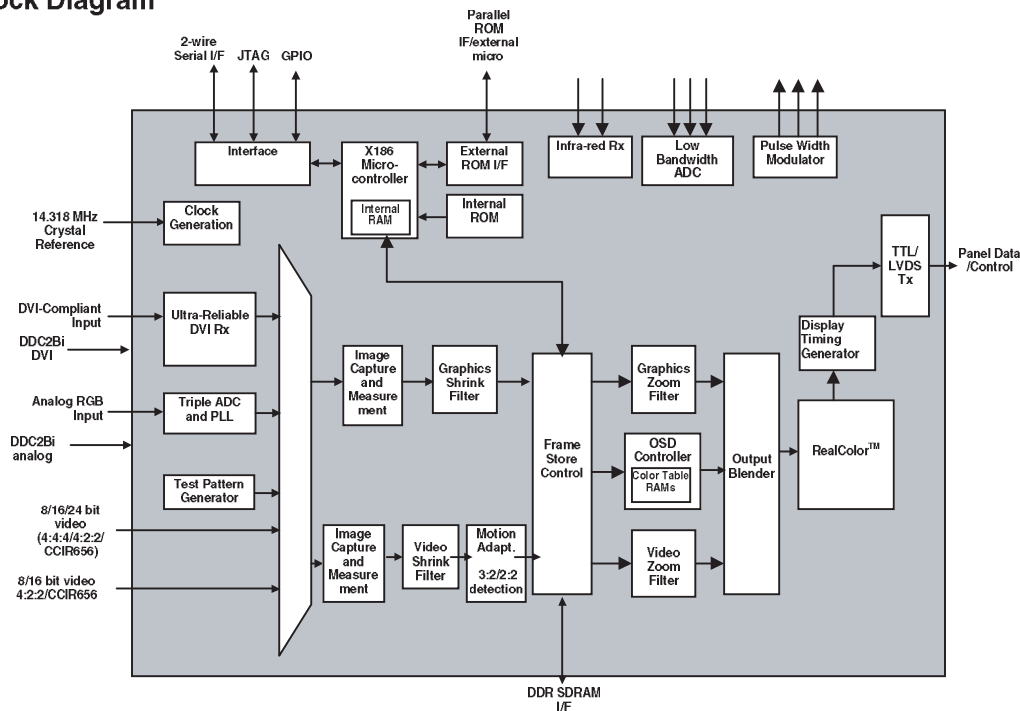 ock Diagram
Parallel
ROM
IF/external
micro
2-wire
Serial I/F
JTAG
GPIO
Interface
X186
Micro-
controller
Internal
RAM
External
ROM I/F
Internal
ROM
Infra-red Rx
Low
Bandwidth
ADC
Pulse Width
Modulator
14.318 MHz
Crystal
Reference
Clock
Generation
TTL/
LVDS
Tx
Panel Data
/Control
DVI-Compliant
Input
Ultra-Reliable
DVI Rx
DDC2Bi
DVI
Display
Timing
Generator
Image
Capture
and
Measure
ment
Graphics
Shrink
Filter
Graphics
Zoom
Filter
Analog RGB
Input
Triple ADC
and PLL
DDC2Bi
analog
Frame
Store
Control
OSD
Controller
Color Table
RAMs
Output
Blender
RealColor™
Test Pattern
Generator
8/16/24 bit
video
(4:4:4/4:2:2/
CCIR656)
8/16 bit video
4:2:2/CCIR656
Image
Capture
and
Measure
ment
Video
Shrink
Filter
Motion
Adapt.
3:2/2:2
detection
Video
Zoom
Filter
DDR SDRAM
I/F